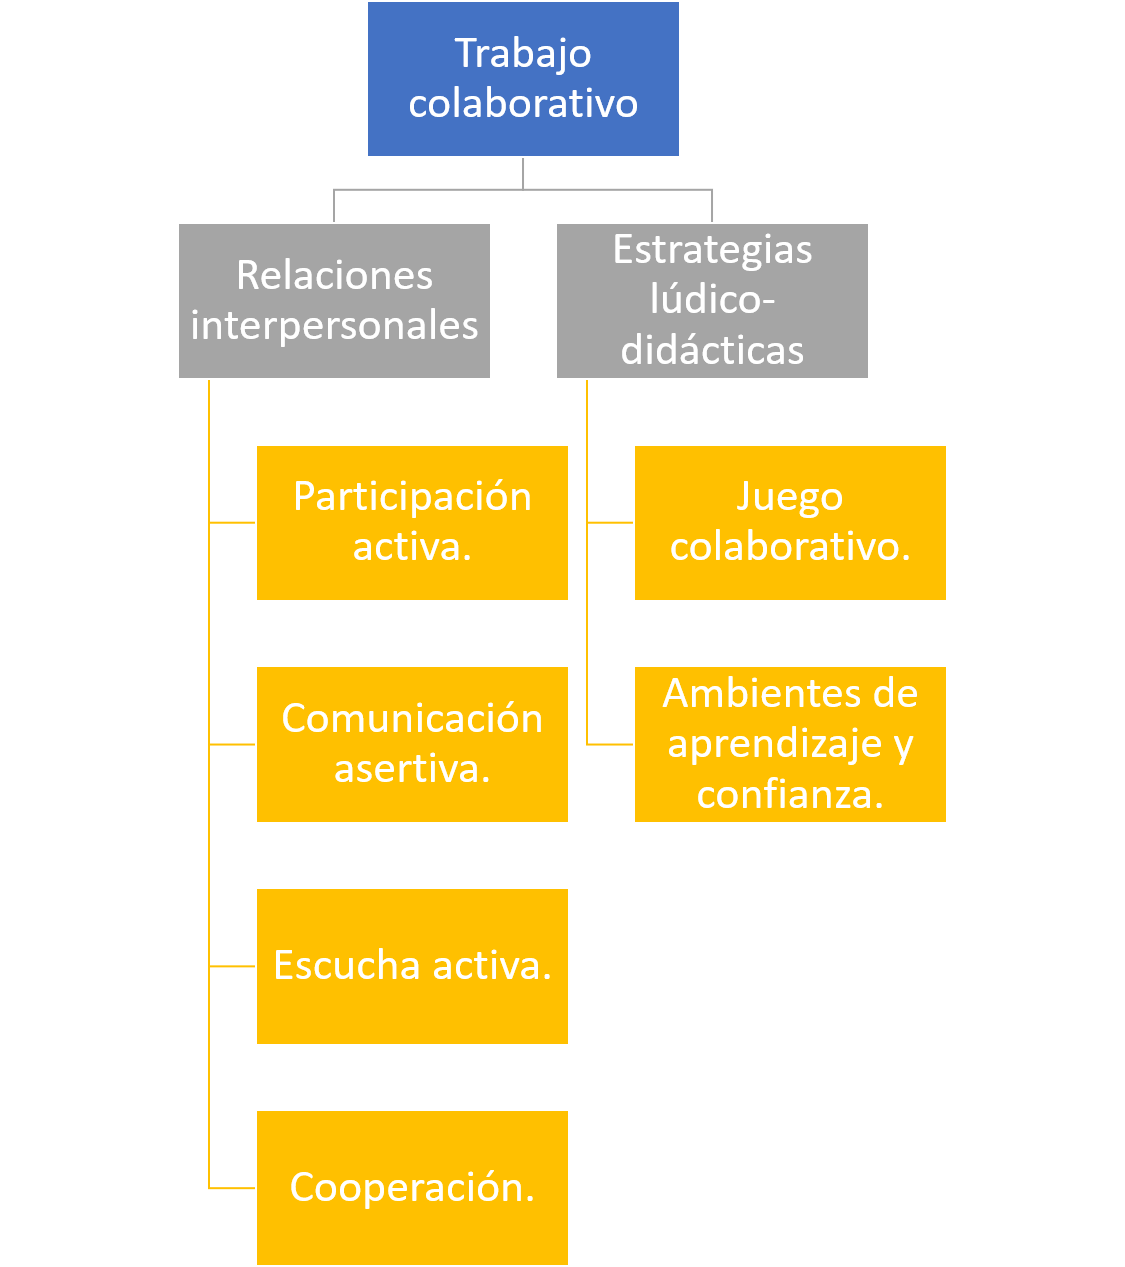 Trabajo
colaborativo
Relaciones
interpersonales
Estrategias
lúdico-
didácticas
Participación
activa.
Comunicación
asertiva.
Escucha activa.
Cooperación.
Juego
colaborativo.
Ambientes de
aprendizaje y
confianza.